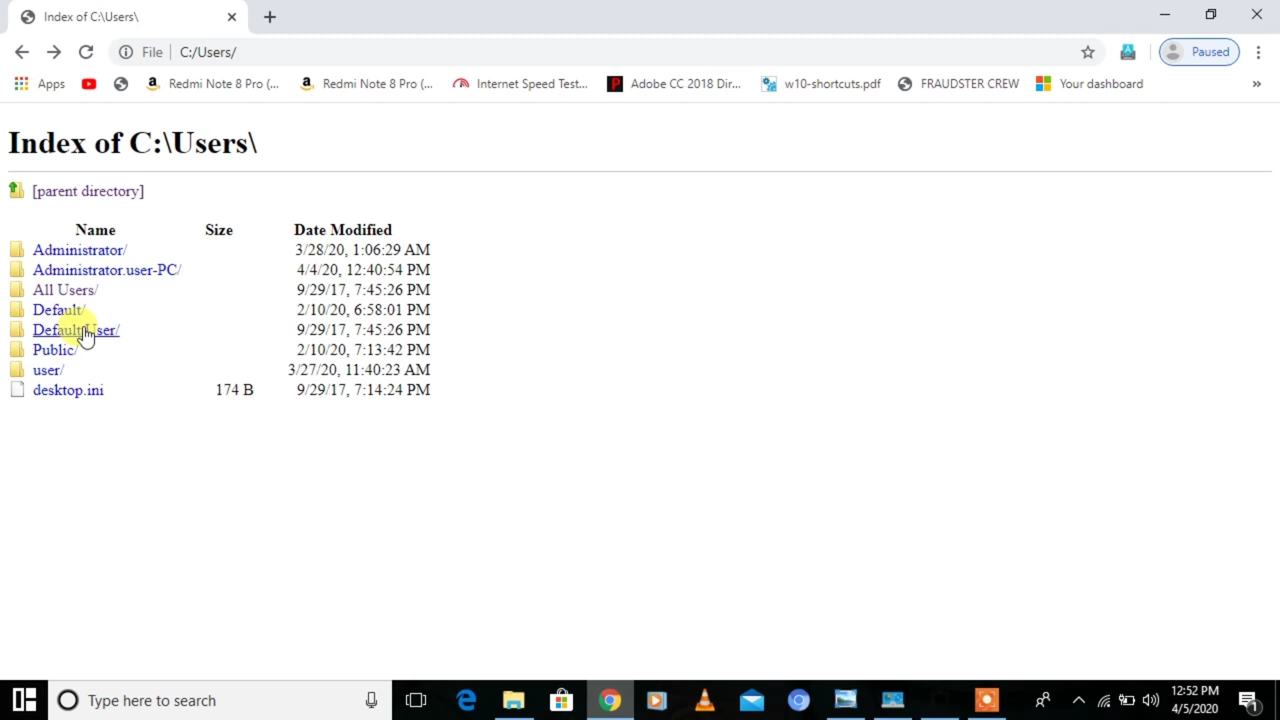 Index of C:\Users\
File C:/Users/ Paused
Apps Redmi Note 8 Pro (... Redmi Note 8 Pro (... Internet Speed Test... Adobe CC 2018 Dir... w10-shortcuts.pdf FRAUDSTER CREW Your dashboard »
Index of C:\Users\
[parent directory]
Name Size Date Modified
Administrator/ 3/28/20, 1:06:29 AM
Administrator.user-PC/ 4/4/20, 12:40:54 PM
All Users/ 9/29/17, 7:45:26 PM
Default/ 2/10/20, 6:58:01 PM
Default User/ 9/29/17, 7:45:26 PM
Public/ 2/10/20, 7:13:42 PM
user/ 3/27/20, 11:40:23 AM
desktop.ini 174 B 9/29/17, 7:14:24 PM
Type here to search
12:52 PM
4/5/2020
1